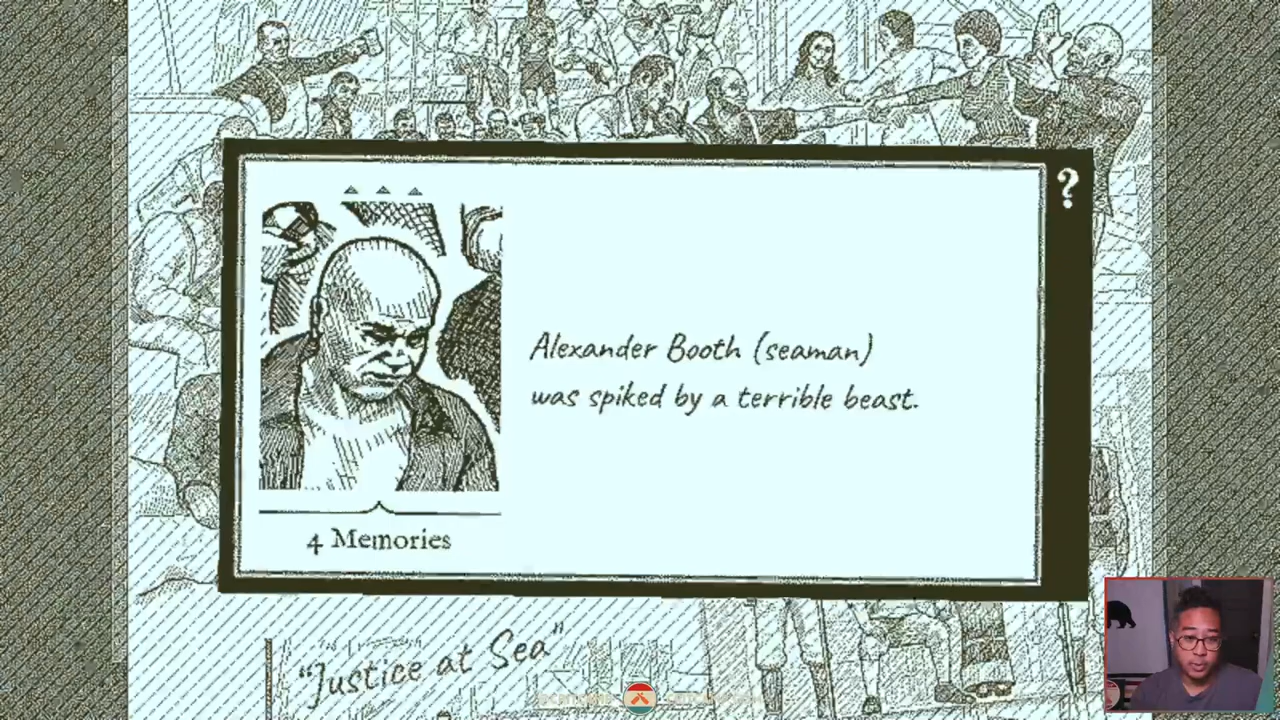 ?
Alexander Booth (seaman)
was spiked by a terrible beast.
4 Memories
"Justice at Sea"